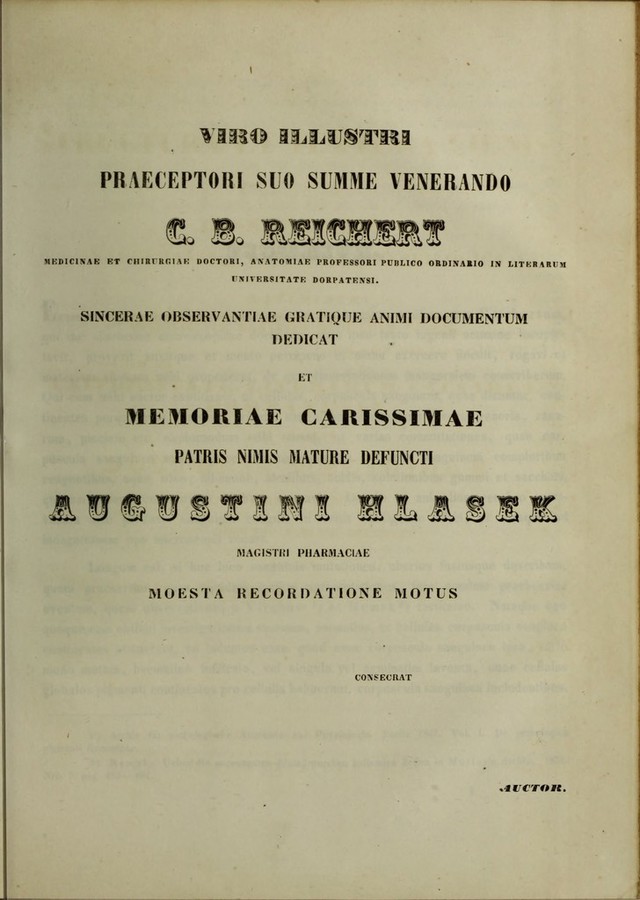 VIRO ILLUSTRI
PRAECEPTORI SUO SUMME VENERANDO
C. B. REICHERT
MEDICINAE ET CHIRURGIAE DOCTORI, ANATOMIAE PROFESSORI PUBLICO ORDINARIO IN LITERARUM
UNIVERSITATE DORPATENSI.
SINCERAE OBSERVANTIAE GRATIQUE ANIMI DOCUMENTUM
DEDICAT
ET
MEMORIAE CARISSIMAE
PATRIS NIMIS MATURE DEFUNCTI
AUGUSTINI HLASEK
MAGISTRI PHARMACIAE
MOESTA RECORDATIONE MOTUS
CONSECRAT
AUCTOR.